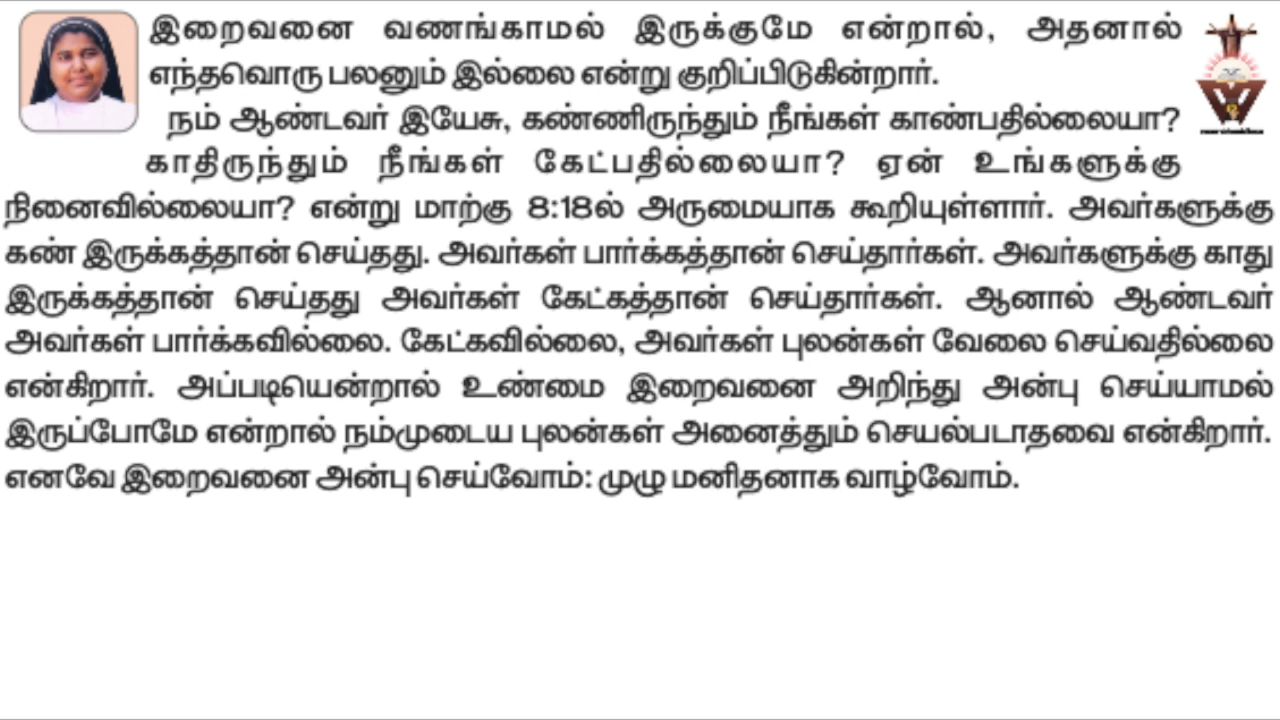 இறைவனை வணங்காமல் இருக்குமே என்றால், அதனால்
எந்தவொரு பலனும் இல்லை என்று குறிப்பிடுகின்றார்.
நம் ஆண்டவர் இயேசு, கண்ணிருந்தும் நீங்கள் காண்பதில்லையா?
காதிருந்தும் நீங்கள் கேட்பதில்லையா? ஏன் உங்களுக்கு
நினைவில்லையா? என்று மாற்கு 8:18ல் அருமையாக கூறியுள்ளார். அவர்களுக்கு
கண் இருக்கத்தான் செய்தது. அவர்கள் பார்க்கத்தான் செய்தார்கள். அவர்களுக்கு காது
இருக்கத்தான் செய்தது அவர்கள் கேட்கத்தான் செய்தார்கள். ஆனால் ஆண்டவர்
அவர்கள் பார்க்கவில்லை. கேட்கவில்லை, அவர்கள் புலன்கள் வேலை செய்வதில்லை
என்கிறார். அப்படியென்றால் உண்மை இறைவனை அறிந்து அன்பு செய்யாமல்
இருப்போமே என்றால் நம்முடைய புலன்கள் அனைத்தும் செயல்படாதவை என்கிறார்.
எனவே இறைவனை அன்பு செய்வோம்: முழு மனிதனாக வாழ்வோம்.